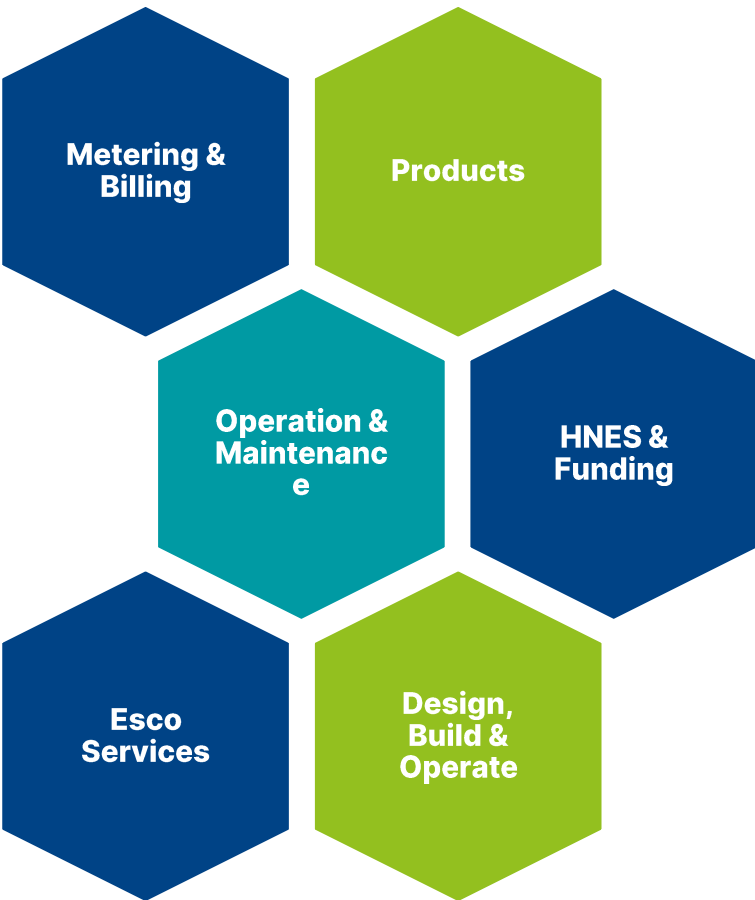 Metering &
Billing
Products
Operation &
Maintenanc
e
HNES &
Funding
Esco
Services
Design,
Build &
Operate